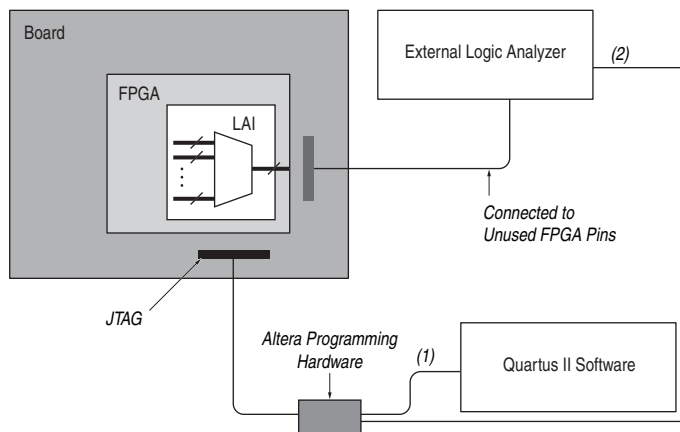 Board
External Logic Analyzer
(2)
FPGA
LAI
Connected to
Unused FPGA Pins
JTAG
Altera Programming
Hardware
(1)
Quartus II Software